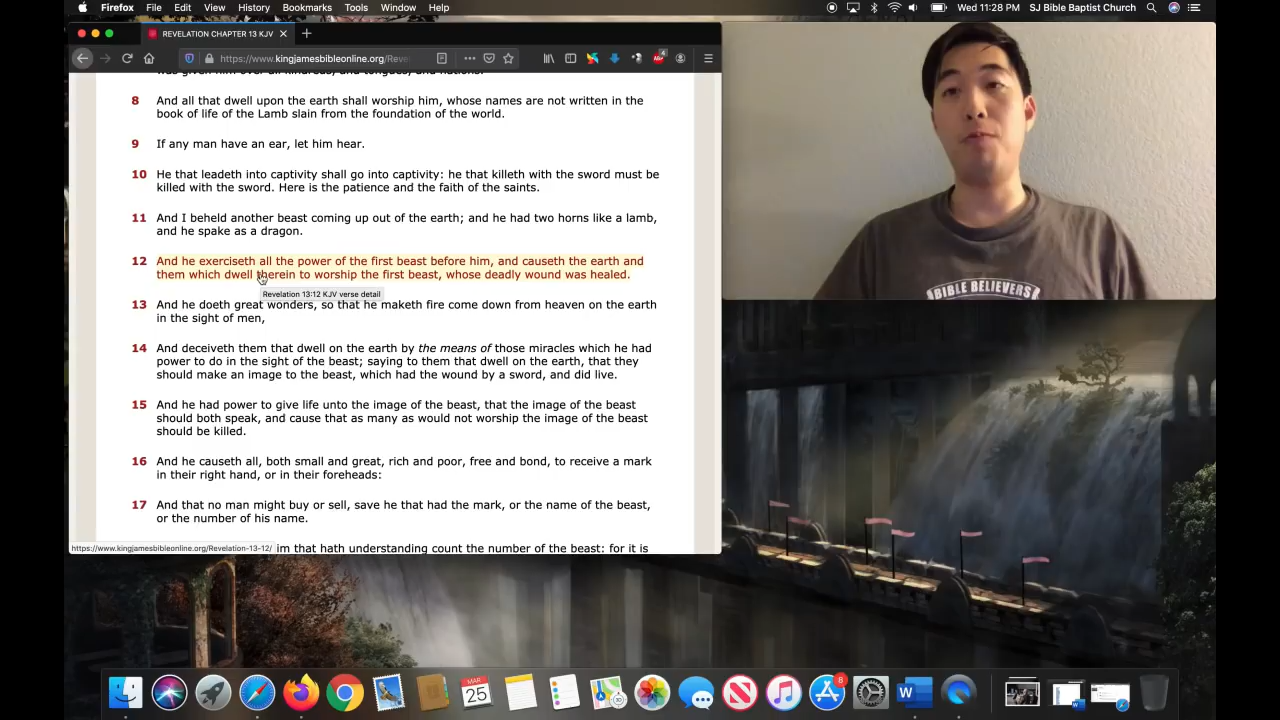 Firefox File Edit View History Bookmarks Tools Window Help Wed 11:28 PM SJ Bible Baptist Church
REVELATION CHAPTER 13 KJV
https://www.kingjamesbibleonline.org/Reve
4
was given him over all kindreds, and tongues, and nations.
8 And all that dwell upon the earth shall worship him, whose names are not written in the
book of life of the Lamb slain from the foundation of the world.
9 If any man have an ear, let him hear.
10 He that leadeth into captivity shall go into captivity: he that killeth with the sword must be
killed with the sword. Here is the patience and the faith of the saints.
11 And I beheld another beast coming up out of the earth; and he had two horns like a lamb,
and he spake as a dragon.
12 And he exerciseth all the power of the first beast before him, and causeth the earth and
them which dwell therein to worship the first beast, whose deadly wound was healed.
Revelation 13:12 KJV verse detail
13 And he doeth great wonders, so that he maketh fire come down from heaven on the earth
in the sight of men,
14 And deceiveth them that dwell on the earth by the means of those miracles which he had
power to do in the sight of the beast; saying to them that dwell on the earth, that they
should make an image to the beast, which had the wound by a sword, and did live.
15 And he had power to give life unto the image of the beast, that the image of the beast
should both speak, and cause that as many as would not worship the image of the beast
should be killed.
16 And he causeth all, both small and great, rich and poor, free and bond, to receive a mark
in their right hand, or in their foreheads:
17 And that no man might buy or sell, save he that had the mark, or the name of the beast,
or the number of his name.
https://www.kingjamesbibleonline.org/Revelation-13-12/ im that hath understanding count the number of the beast: for it is
BIBLE BELIEVERS
MAR
25
8
W